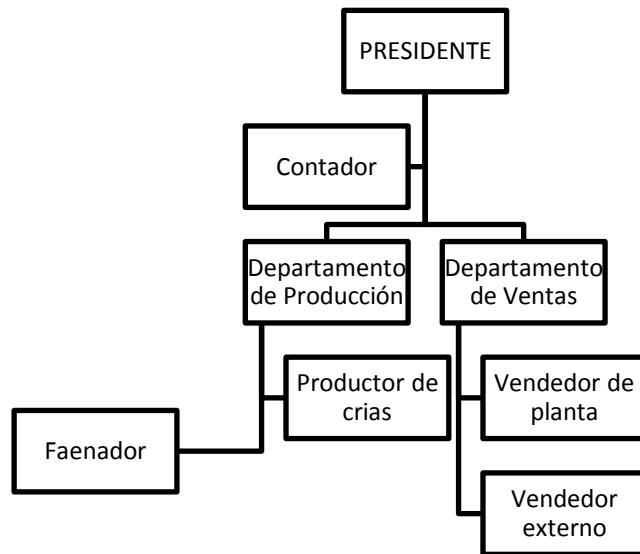 PRESIDENTE
Contador
Departamento
de Producción
Departamento
de Ventas
Productor de
crias
Vendedor de
planta
Faenador
Vendedor
externo